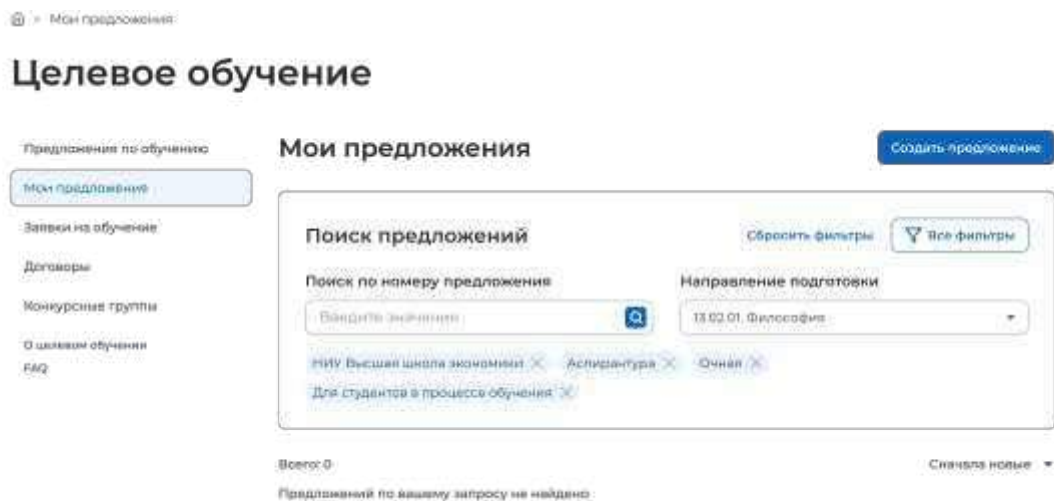 Мои предложения
Целевое обучение
Предложения по обучению
Мои предложения
Заявки на обучение
Договоры
Конкурсные группы
О целевом обучении
FAQ
Мои предложения
Создать предложение
Поиск предложений
Сбросить фильтры
Все фильтры
Поиск по номеру предложения
Направление подготовки
Введите значение
13.02.01. Философия
НИУ Высшая школа экономики
Аспирантура
Очная
Для студентов в процессе обучения
Всего: 0
Сначала новые
Предложений по вашему запросу не найдено